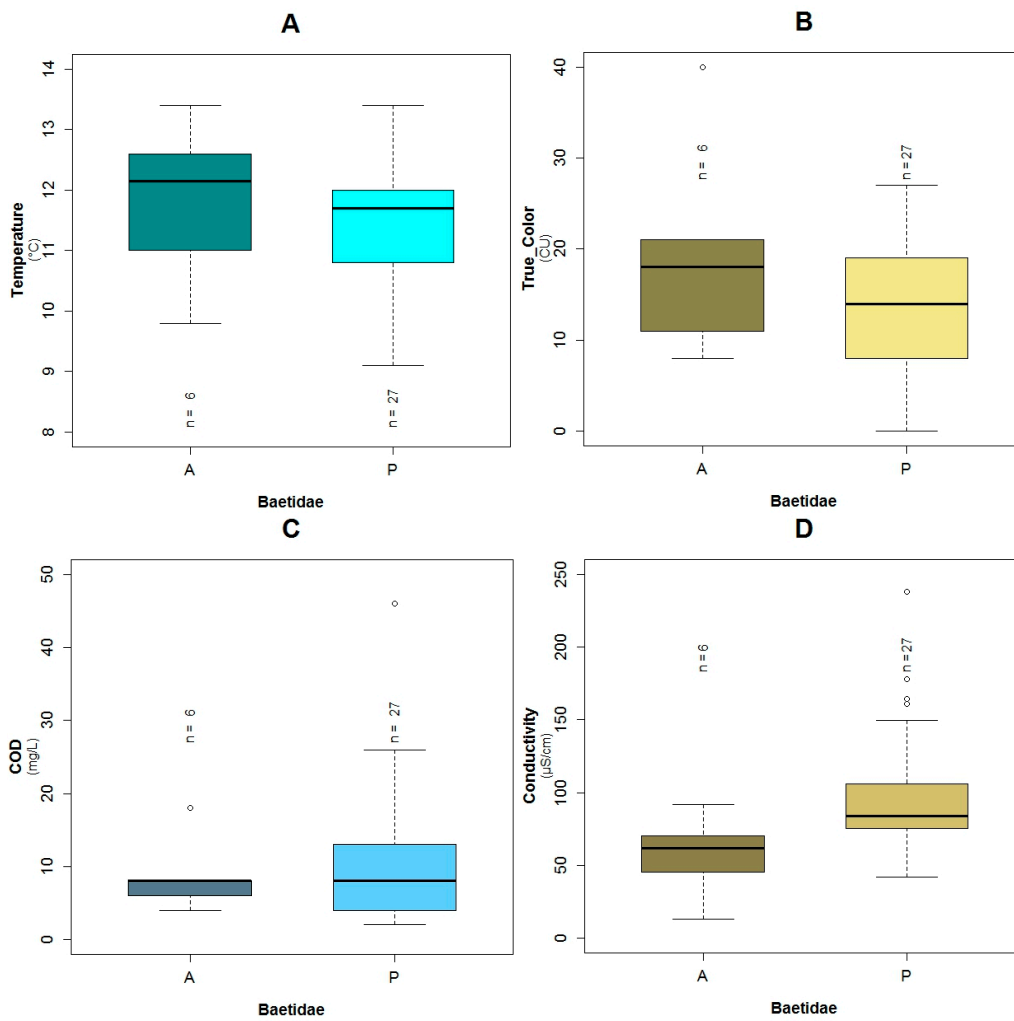 A
Temperature
(°C)
14
13
12
11
10
9
8
n = 6
n = 27
A
P
Baetidae
B
True_Color
(CU)
40
30
20
10
0
n = 6
n = 27
A
P
Baetidae
C
COD
(mg/L)
50
40
30
20
10
0
n = 6
n = 27
A
P
Baetidae
D
Conductivity
(µS/cm)
250
200
150
100
50
0
n = 6
n = 27
A
P
Baetidae